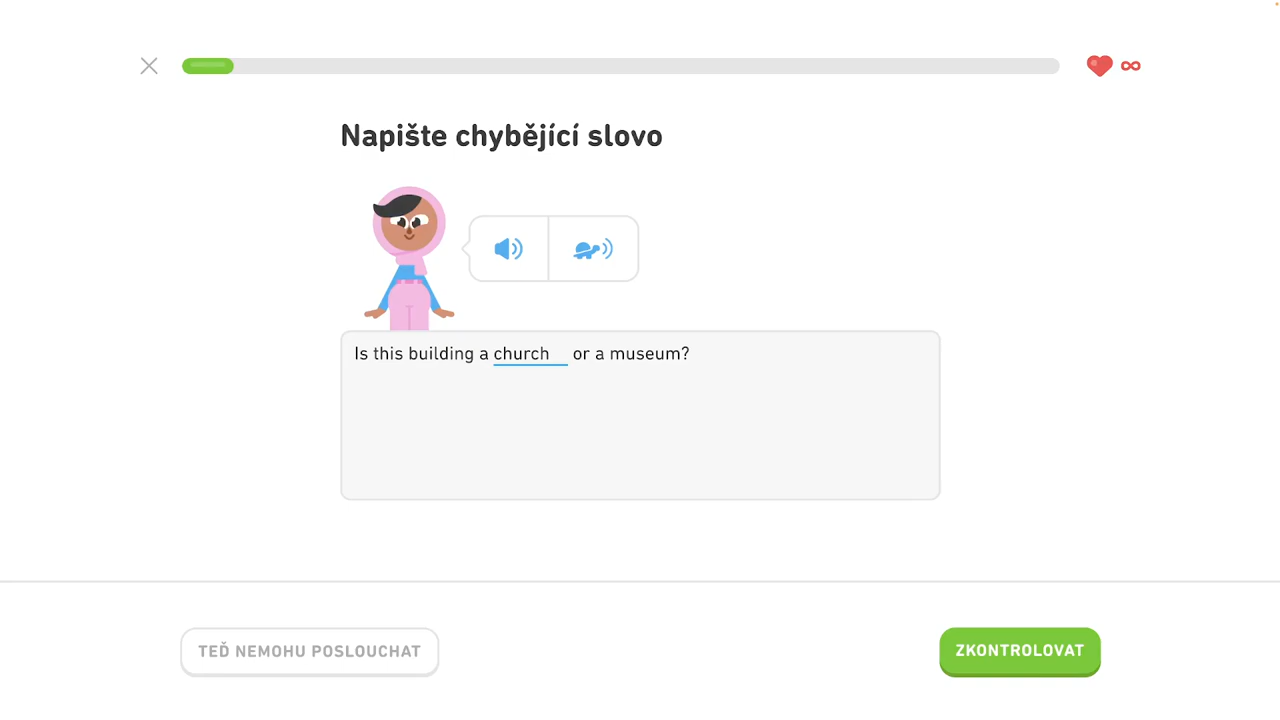 Napište chybějící slovo
Is this building a church or a museum?
TEĎ NEMOHU POSLOUCHAT
ZKONTROLOVAT